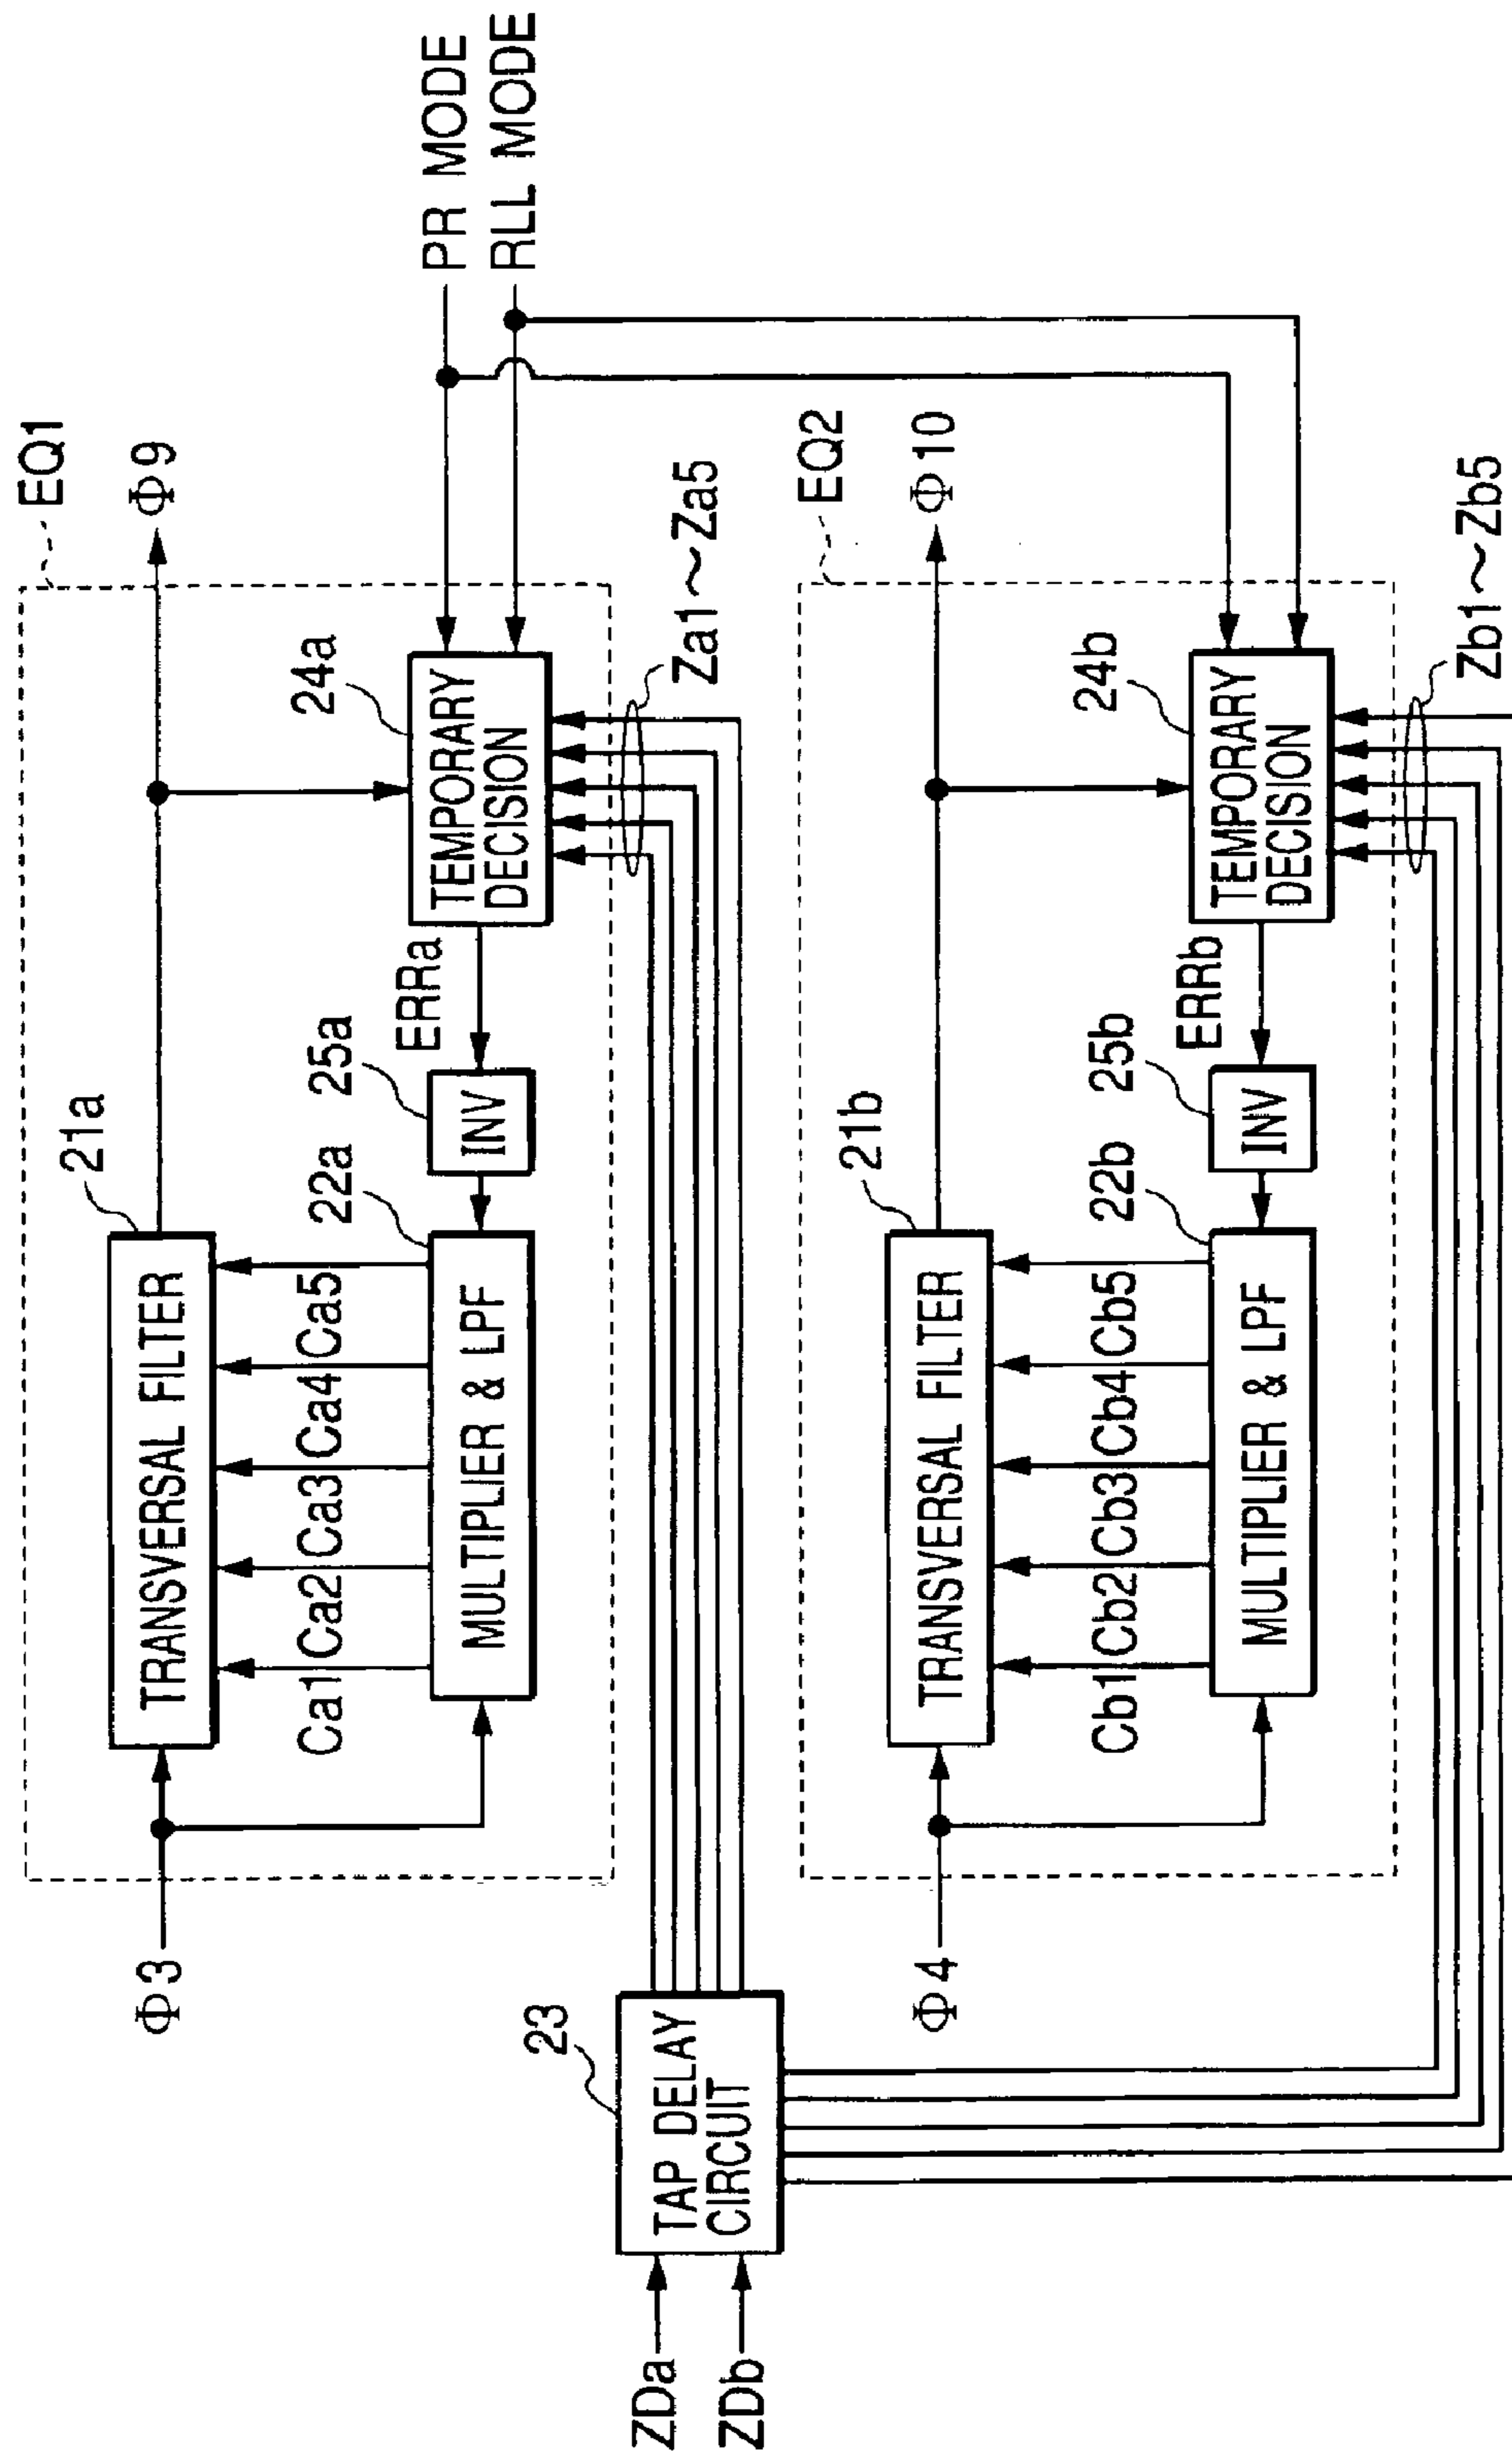 EQ1
Φ9
21a
TRANSVERSAL FILTER
Φ3
Ca1
Ca2
Ca3
Ca4
Ca5
22a
MULTIPLIER & LPF
25a
INV
ERRa
24a
TEMPORARY
DECISION
PR MODE
RLL MODE
Za1~Za5
23
TAP DELAY
CIRCUIT
ZDa
ZDb
EQ2
Φ10
21b
TRANSVERSAL FILTER
Φ4
Cb1
Cb2
Cb3
Cb4
Cb5
22b
MULTIPLIER & LPF
25b
INV
ERRb
24b
TEMPORARY
DECISION
Zb1~Zb5